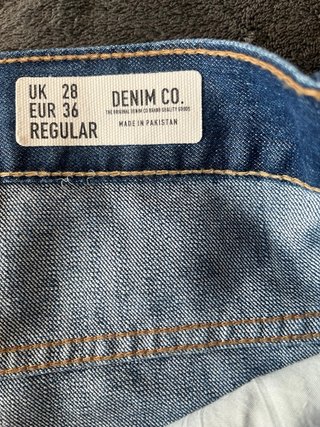 UK 28
EUR 36
REGULAR
DENIM CO.
THE ORIGINAL DENIM CO BRAND QUALITY GOODS
MADE IN PAKISTAN